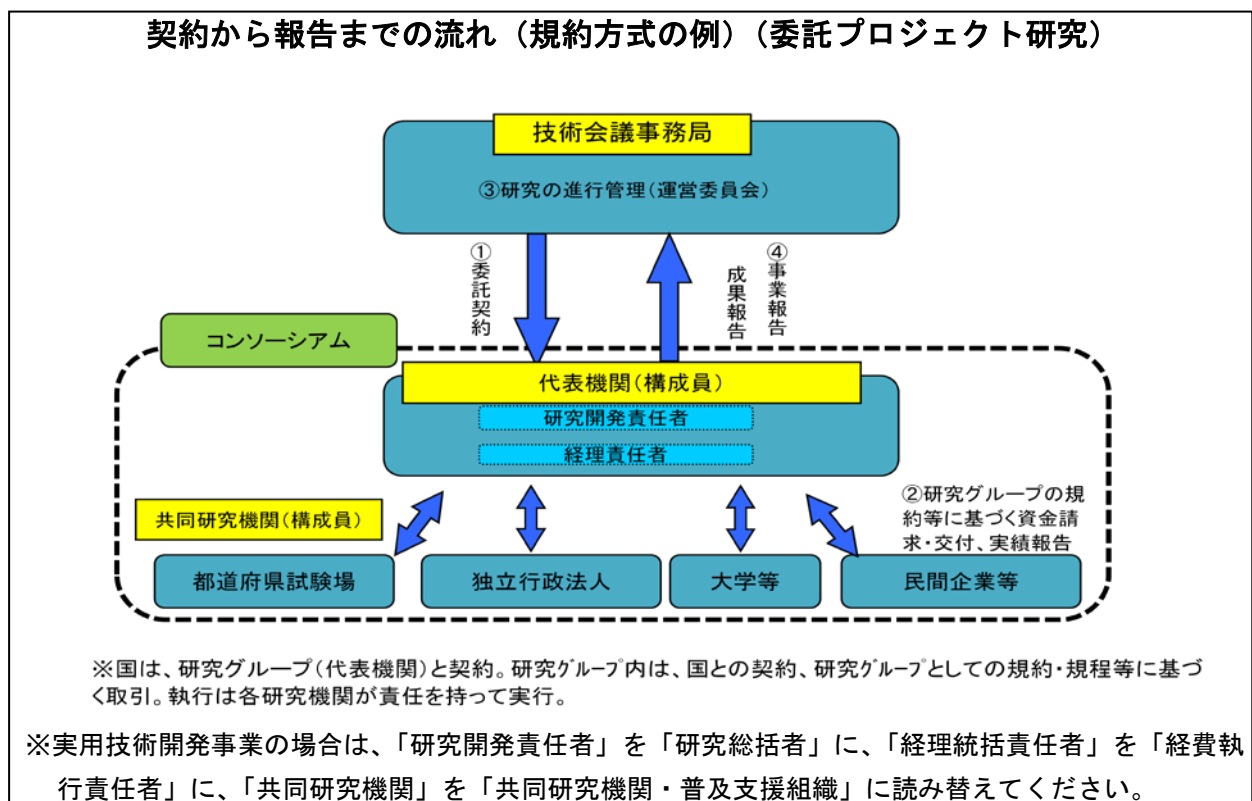 契約から報告までの流れ（規約方式の例）（委託プロジェクト研究）
技術会議事務局
③研究の進行管理（運営委員会）
①委託契約
④事業報告
成果報告
コンソーシアム
代表機関（構成員）
研究開発責任者
経理責任者
共同研究機関（構成員）
②研究グループの規
約等に基づく資金請
求・交付、実績報告
都道府県試験場
独立行政法人
大学等
民間企業等
※国は、研究グループ（代表機関）と契約。研究ｸﾞﾙｰﾌﾟ内は、国との契約、研究ｸﾞﾙｰﾌﾟとしての規約・規程等に基づ
く取引。執行は各研究機関が責任を持って実行。
※実用技術開発事業の場合は、「研究開発責任者」を「研究総括者」に、「経理統括責任者」を「経費執
行責任者」に、「共同研究機関」を「共同研究機関・普及支援組織」に読み替えてください。